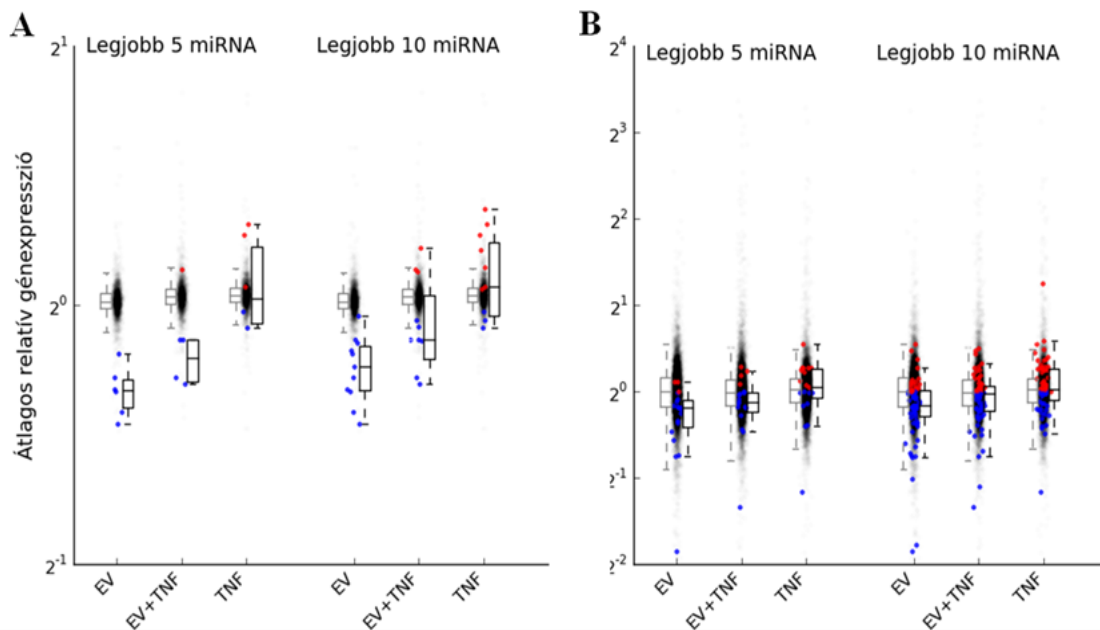 A
B
Legjobb 5 miRNA
Legjobb 10 miRNA
Átlagos relatív génexpresszió
2^1
2^0
2^-1
EV
EV+TNF
TNF
EV
EV+TNF
TNF
Legjobb 5 miRNA
Legjobb 10 miRNA
2^4
2^3
2^2
2^1
2^0
2^-1
2^-2
EV
EV+TNF
TNF
EV
EV+TNF
TNF